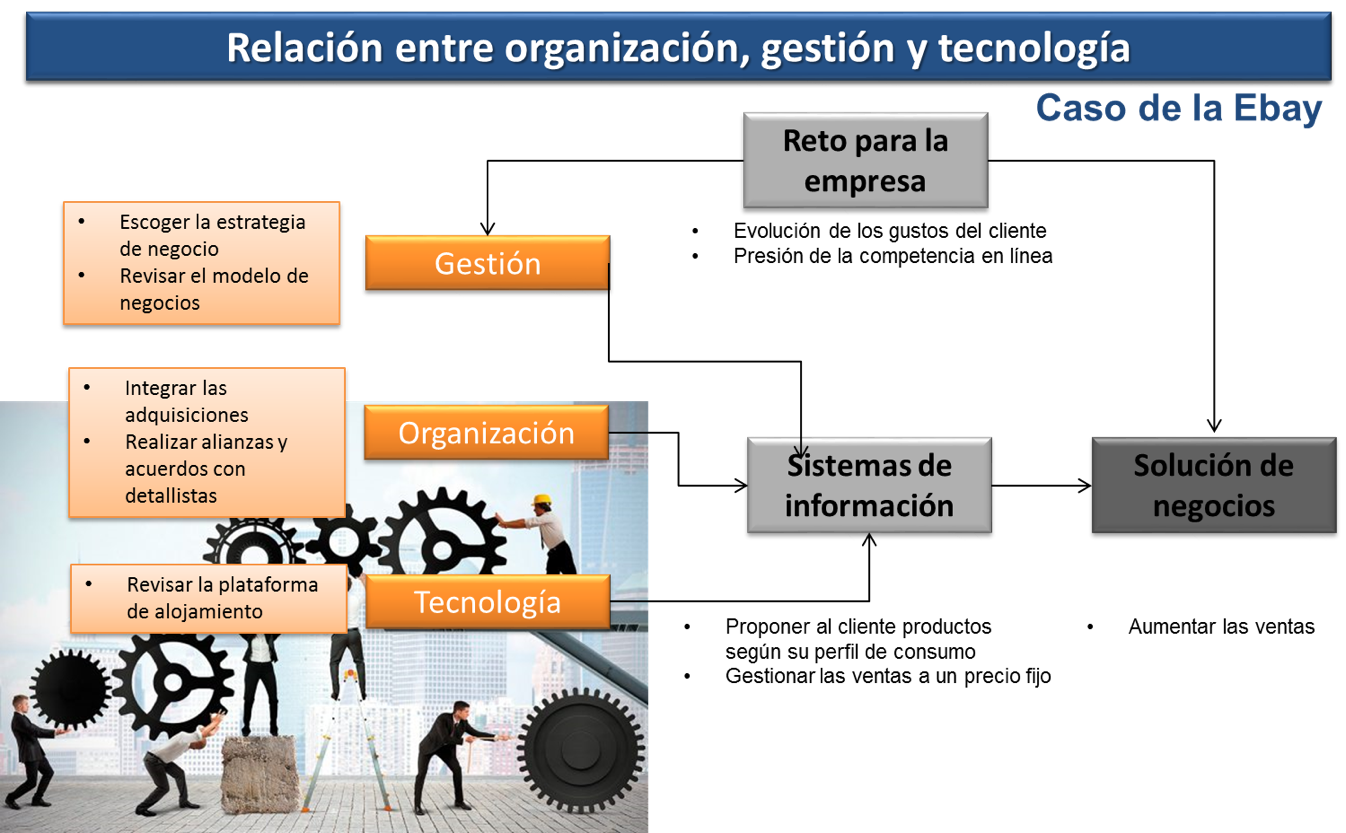 Relación entre organización, gestión y tecnología
Caso de la Ebay
Reto para la
empresa
• Evolución de los gustos del cliente
• Presión de la competencia en línea
• Escoger la estrategia
de negocio
• Revisar el modelo de
negocios
Gestión
• Integrar las
adquisiciones
• Realizar alianzas y
acuerdos con
detallistas
Organización
Sistemas de
información
Solución de
negocios
• Revisar la plataforma
de alojamiento
Tecnología
• Proponer al cliente productos
según su perfil de consumo
• Gestionar las ventas a un precio fijo
• Aumentar las ventas